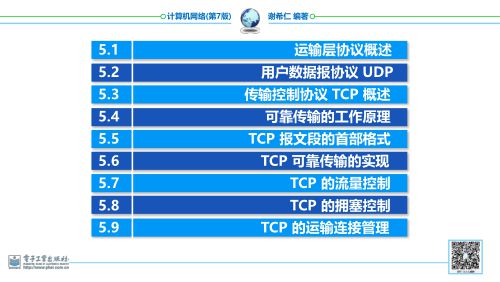 计算机网络(第7版) 谢希仁 编著
5.1 运输层协议概述
5.2 用户数据报协议 UDP
5.3 传输控制协议 TCP 概述
5.4 可靠传输的工作原理
5.5 TCP 报文段的首部格式
5.6 TCP 可靠传输的实现
5.7 TCP 的流量控制
5.8 TCP 的拥塞控制
5.9 TCP 的运输连接管理
电子工业出版社
http://www.phei.com.cn